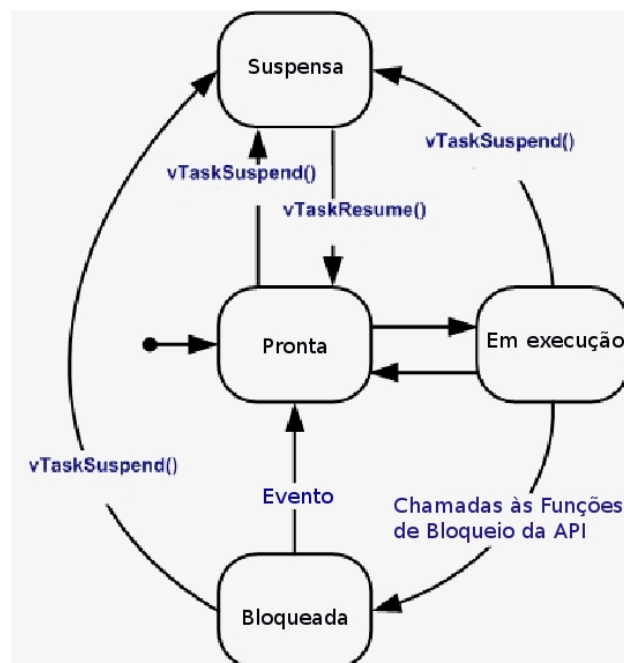 Suspensa
vTaskSuspend()
vTaskSuspend()
vTaskResume()
Pronta
Em execução
vTaskSuspend()
Evento
Chamadas às Funções
de Bloqueio da API
Bloqueada